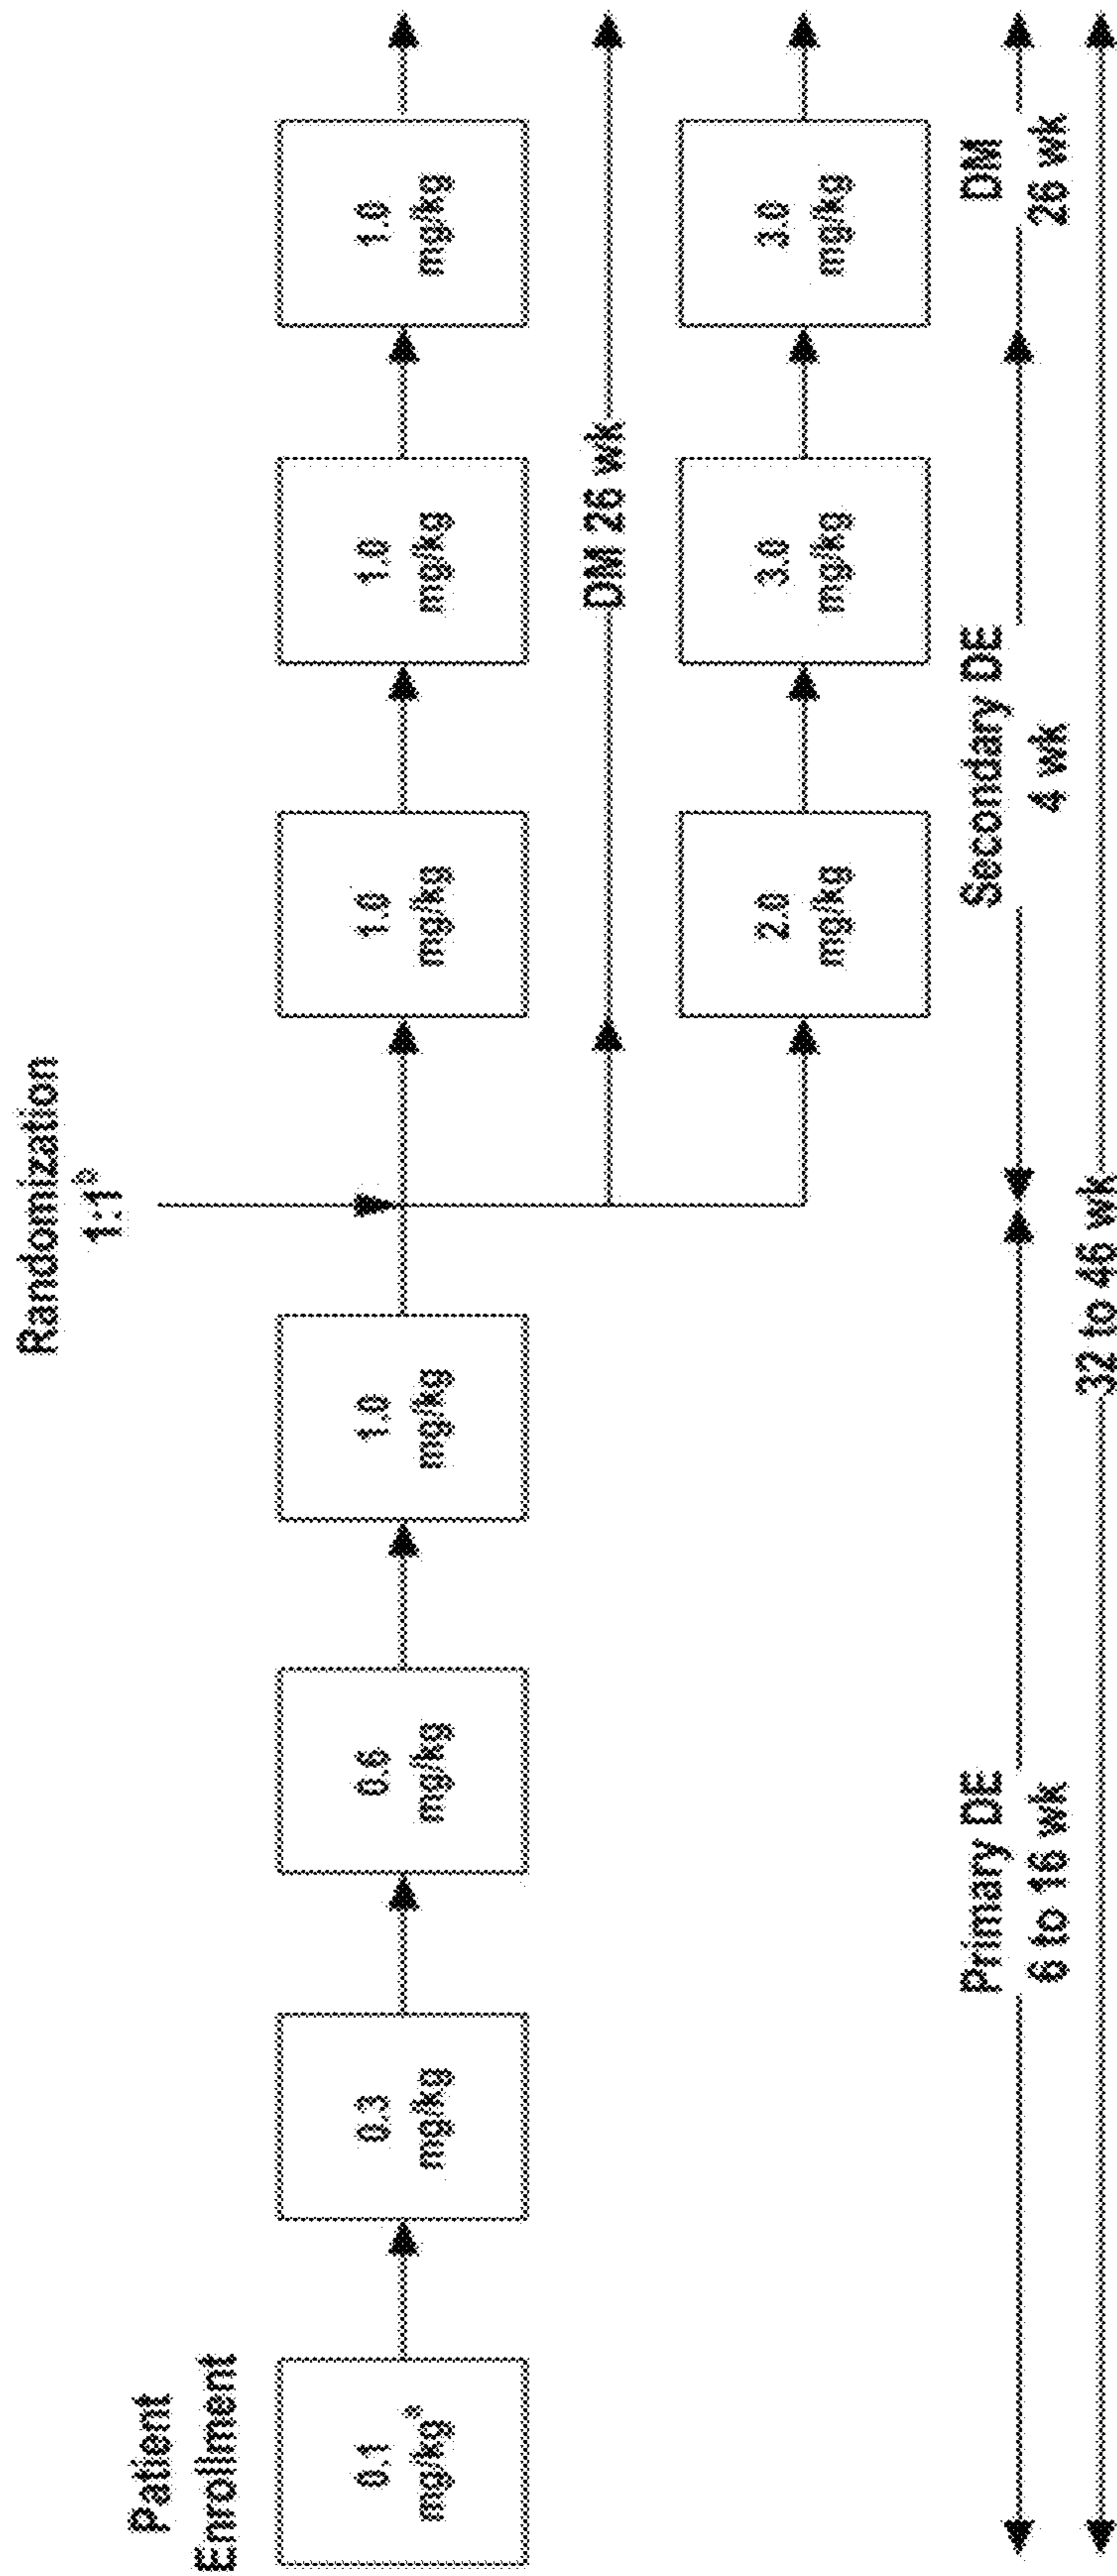 Randomization
1:1ᵇ
Patient
Enrollment
0.1
mg/kgᵃ
0.3
mg/kg
0.6
mg/kg
1.0
mg/kg
1.0
mg/kg
1.0
mg/kg
1.0
mg/kg
DM 26 wk
2.0
mg/kg
3.0
mg/kg
3.0
mg/kg
Primary DE
6 to 16 wk
Secondary DE
4 wk
DM
26 wk
32 to 46 wk